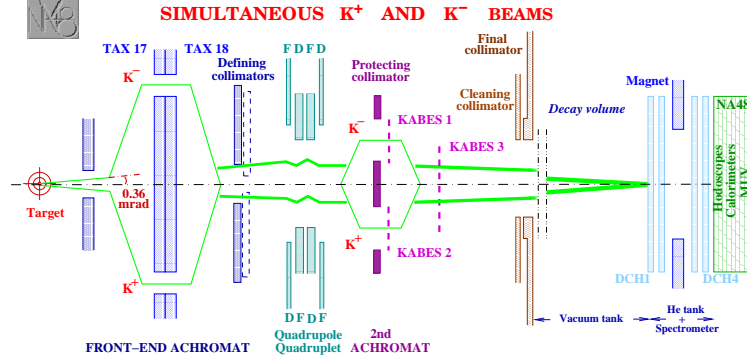 SIMULTANEOUS K+ AND K− BEAMS
NA48
TAX 17 TAX 18
Defining
collimators
F D F D
Protecting
collimator
Final
collimator
Cleaning
collimator
Magnet
NA48
K−
K−
KABES 1
KABES 3
Decay volume
Target
0.36
mrad
Hodoscopes
Calorimeters
MUV
K+
K+
KABES 2
DCH1
DCH4
D F D F
FRONT−END ACHROMAT
Quadrupole
Quadruplet
2nd
ACHROMAT
Vacuum tank
He tank
+
Spectrometer